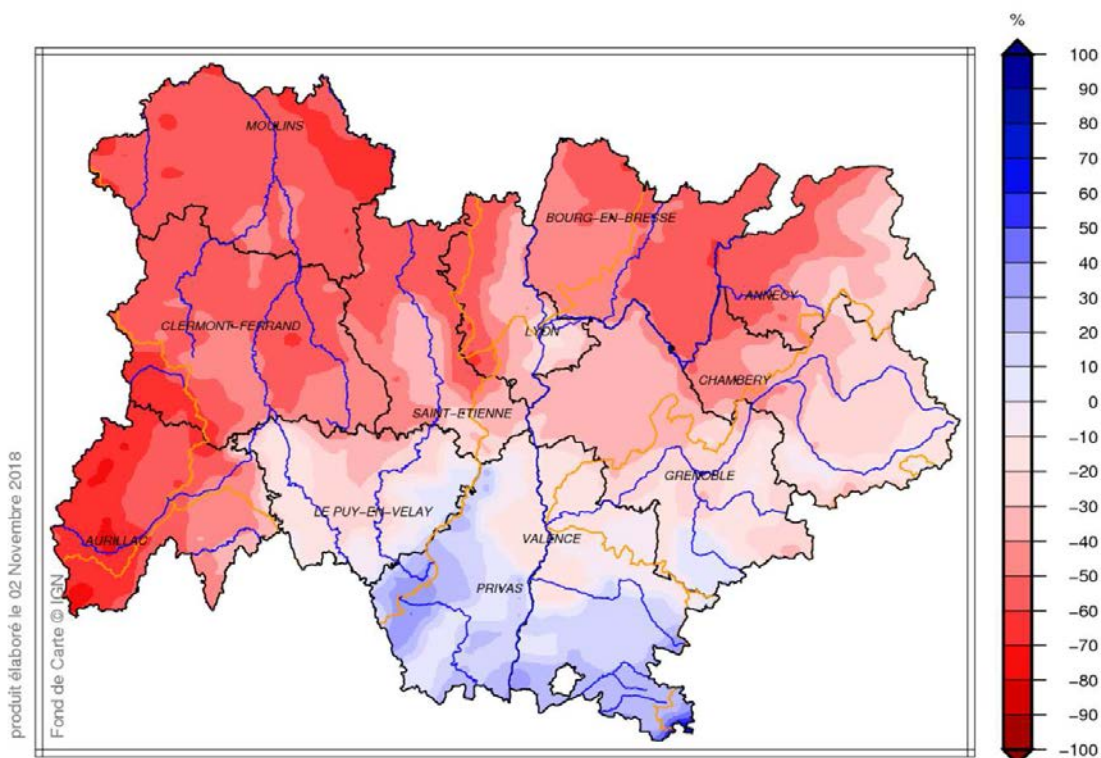 %
100
90
80
70
60
50
40
30
20
10
0
-10
-20
-30
-40
-50
-60
-70
-80
-90
-100
MOULINS
BOURG-EN-BRESSE
ANNECY
CLERMONT-FERRAND
LYON
CHAMBERY
SAINT-ETIENNE
GRENOBLE
LE PUY-EN-VELAY
AURILLAC
VALENCE
PRIVAS
produit élaboré le 02 Novembre 2018
Fond de Carte © IGN